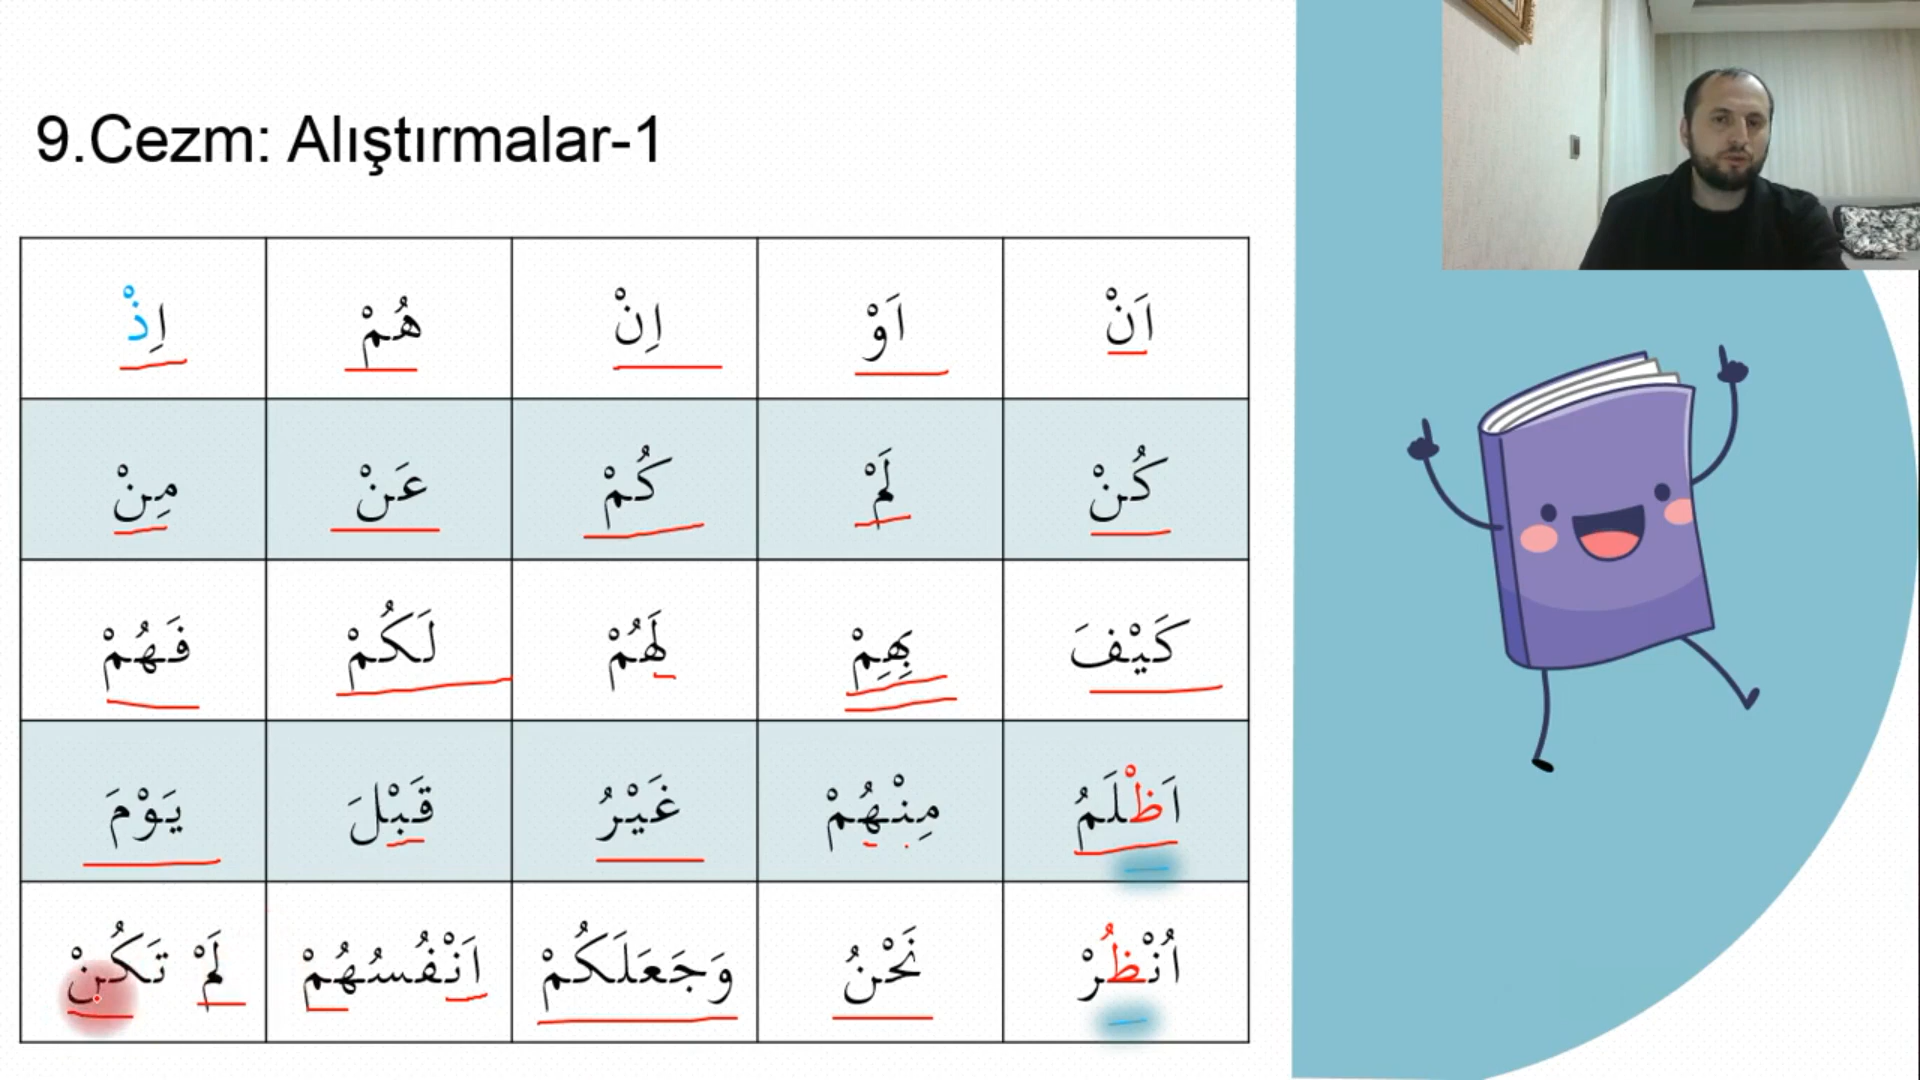 9.Cezm: Alıştırmalar-1
اَنْ اَوْ اِنْ هُمْ اِذْ
كُنْ لَمْ كُمْ عَنْ مِنْ
كَيْفَ بِهِمْ لَهُمْ لَكُمْ فَهُمْ
اَظْلَمُ مِنْهُمْ غَيْرُ قَبْلَ يَوْمَ
اُنْظُرْ نَحْنُ وَجَعَلَكُمْ اَنْفُسُهُمْ لَمْ تَكُنْ